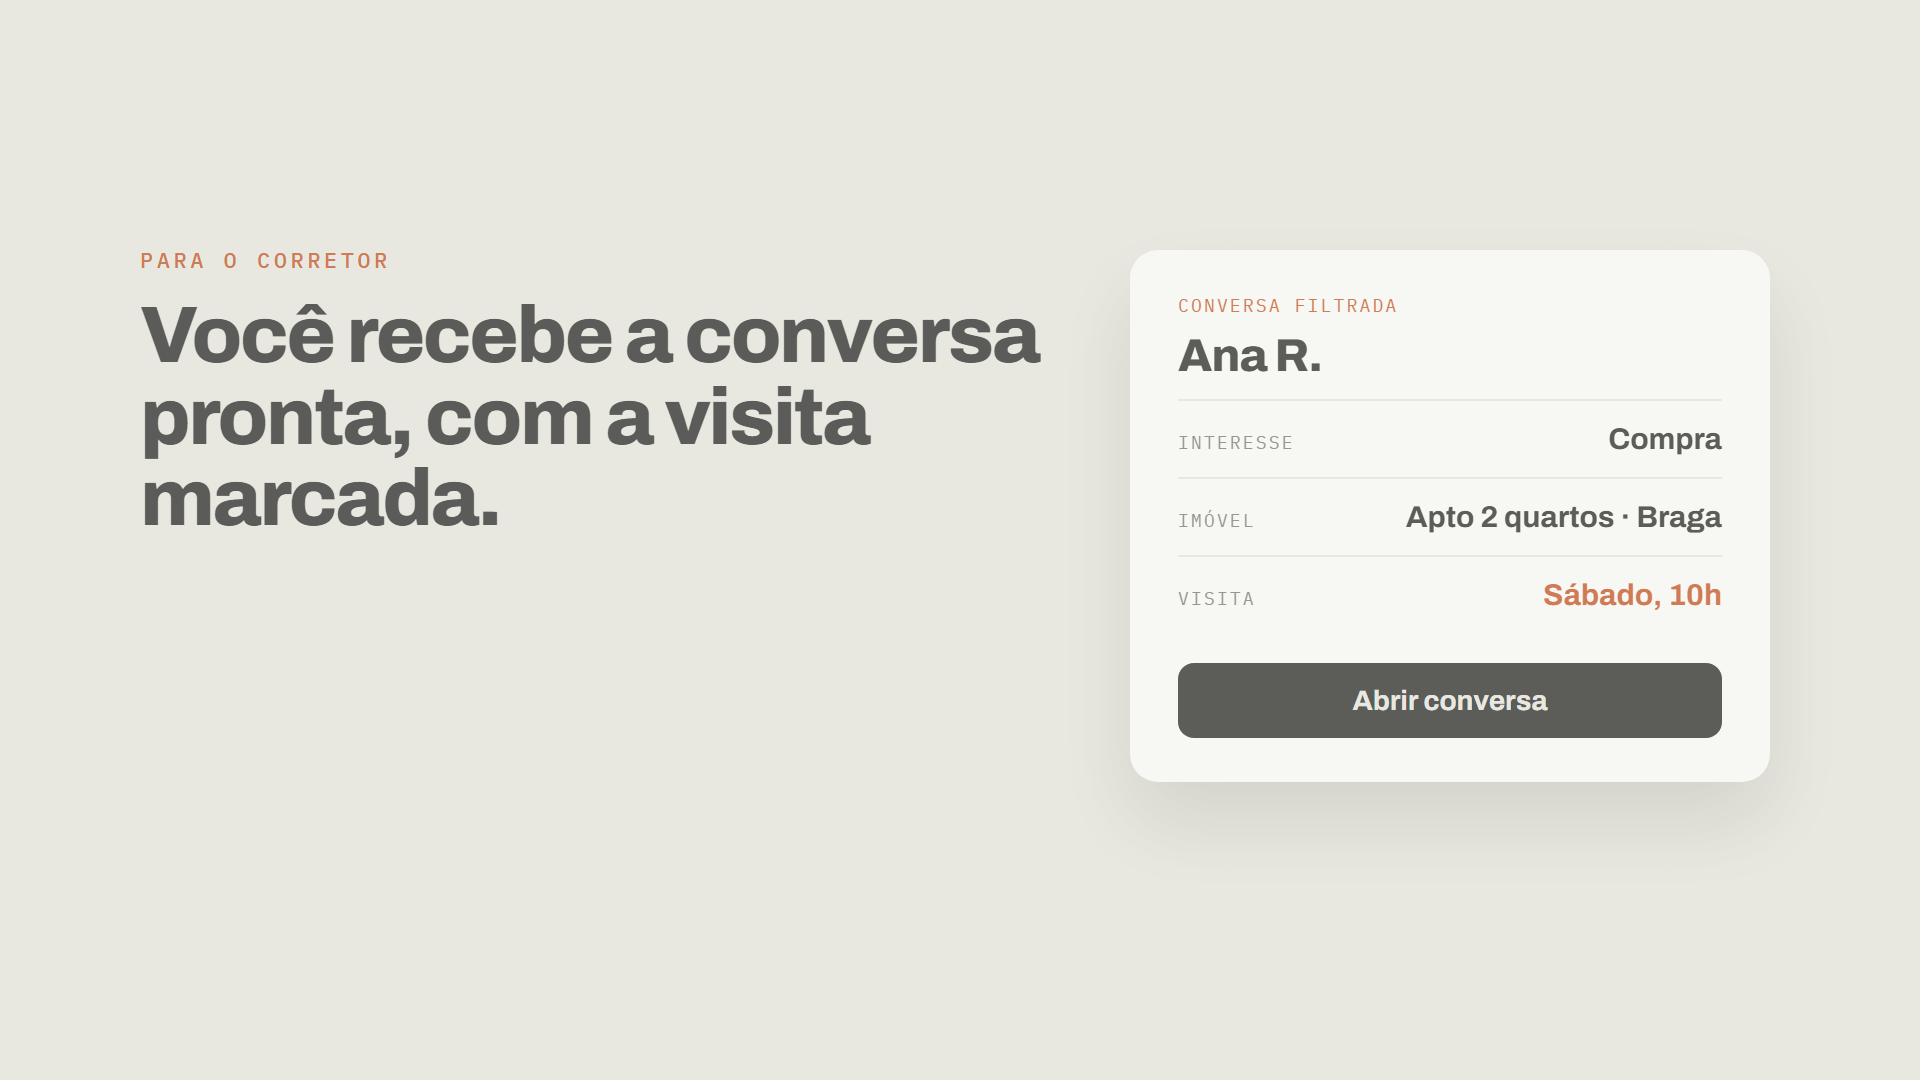 PARA O CORRETOR
Você recebe a conversa
pronta, com a visita
marcada.
CONVERSA FILTRADA
Ana R.
INTERESSE Compra
IMÓVEL Apto 2 quartos · Braga
VISITA Sábado, 10h
Abrir conversa